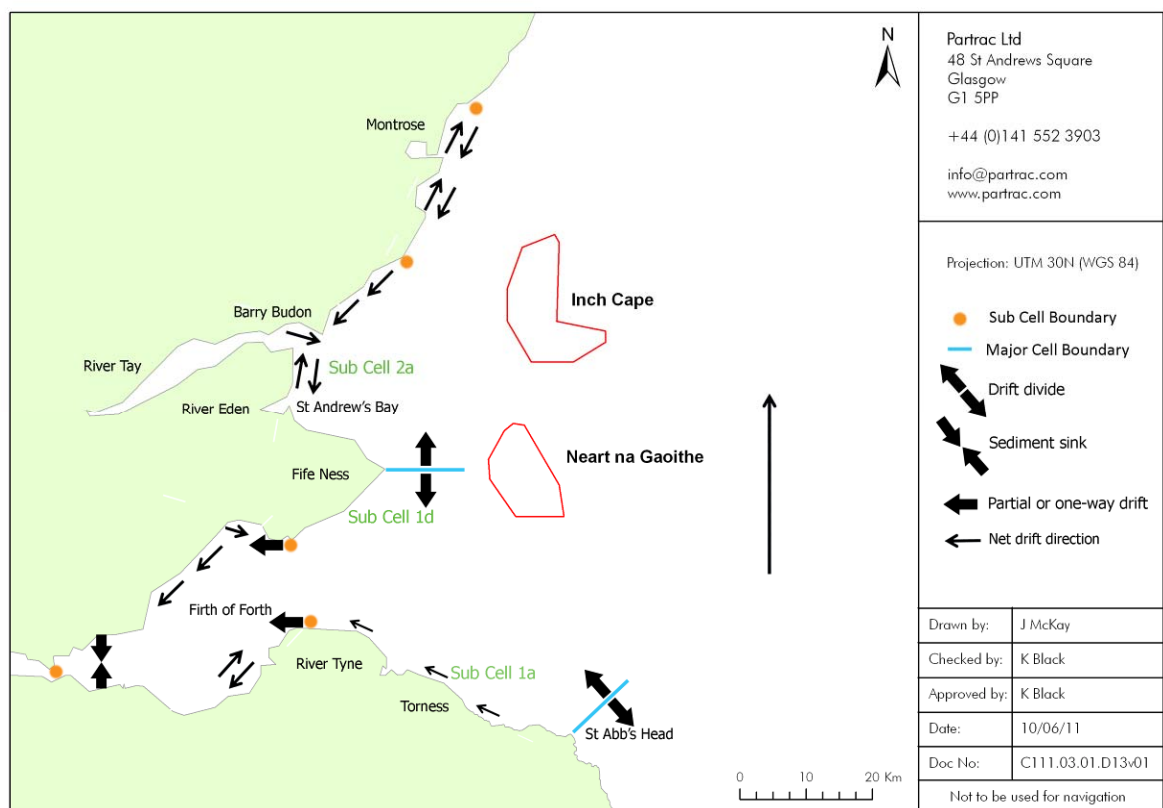 N
Montrose
Inch Cape
Barry Budon
River Tay
Sub Cell 2a
River Eden
St Andrew's Bay
Neart na Gaoithe
Fife Ness
Sub Cell 1d
Firth of Forth
River Tyne
Sub Cell 1a
Torness
St Abb's Head
0 10 20 Km
Partrac Ltd
48 St Andrews Square
Glasgow
G1 5PP
+44 (0)141 552 3903
info@partrac.com
www.partrac.com
Projection: UTM 30N (WGS 84)
Sub Cell Boundary
Major Cell Boundary
Drift divide
Sediment sink
Partial or one-way drift
Net drift direction
Drawn by: J McKay
Checked by: K Black
Approved by: K Black
Date: 10/06/11
Doc No: C111.03.01.D13v01
Not to be used for navigation